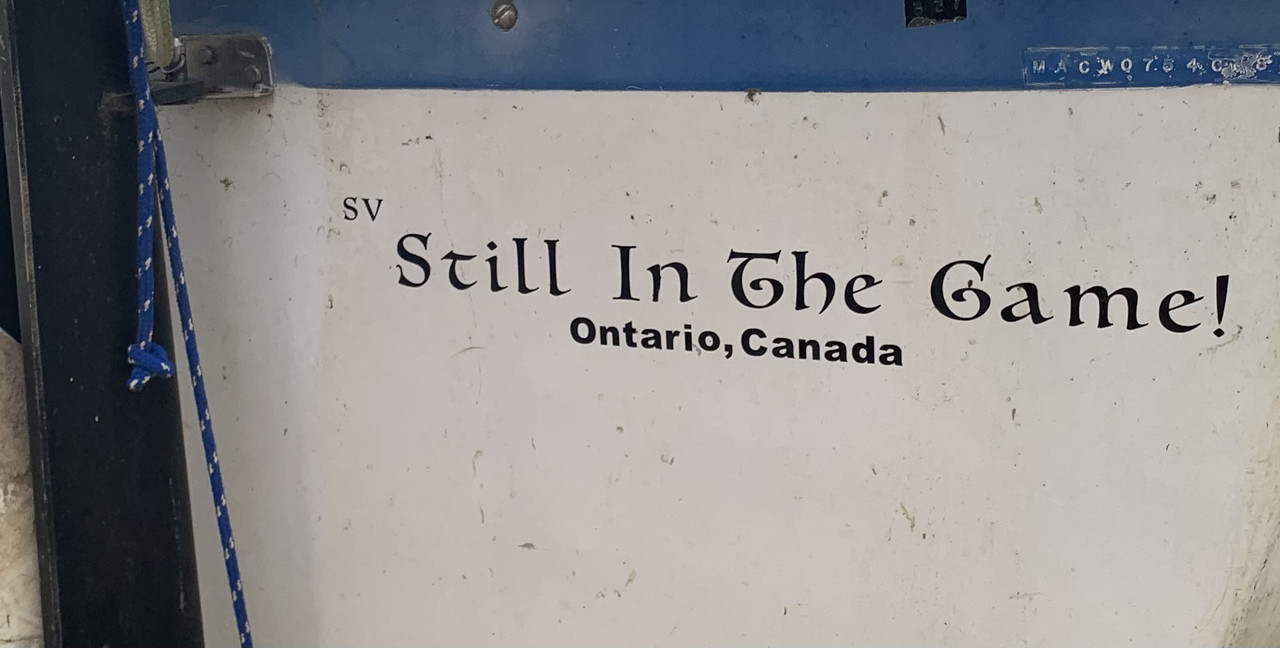 SV
Still In The Game!
Ontario, Canada